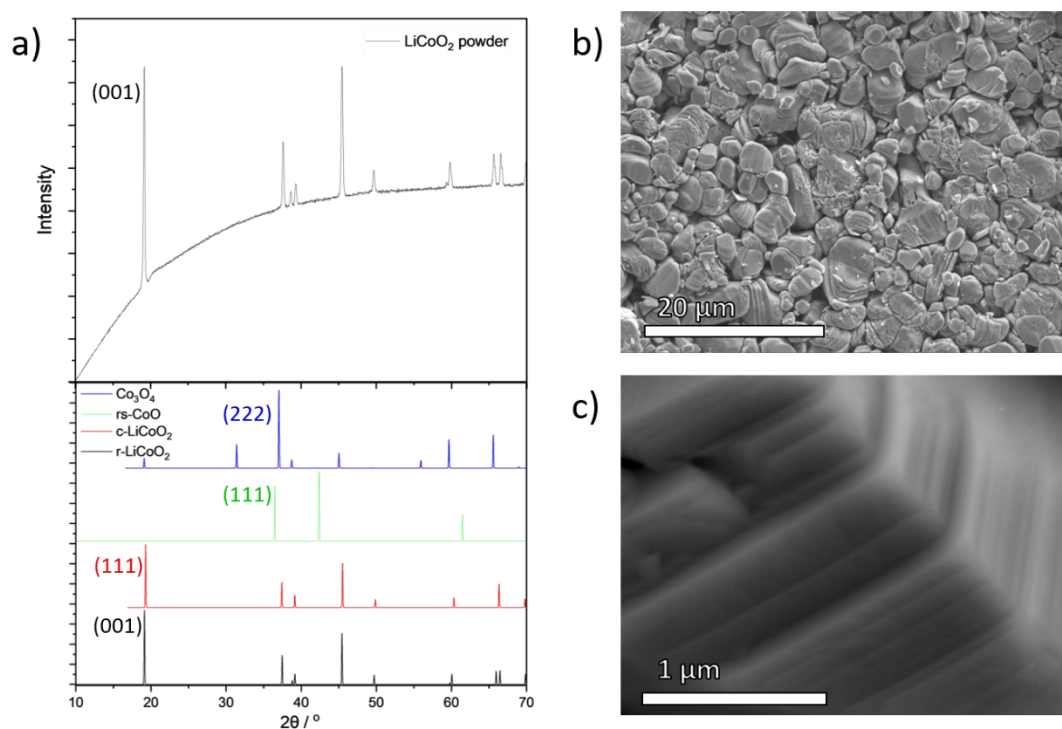 a)
LiCoO₂ powder
(001)
Intensity
Co₃O₄
rs-CoO
c-LiCoO₂
r-LiCoO₂
(222)
(111)
(111)
(001)
10 20 30 40 50 60 70
2θ / °
b)
20 µm
c)
1 µm